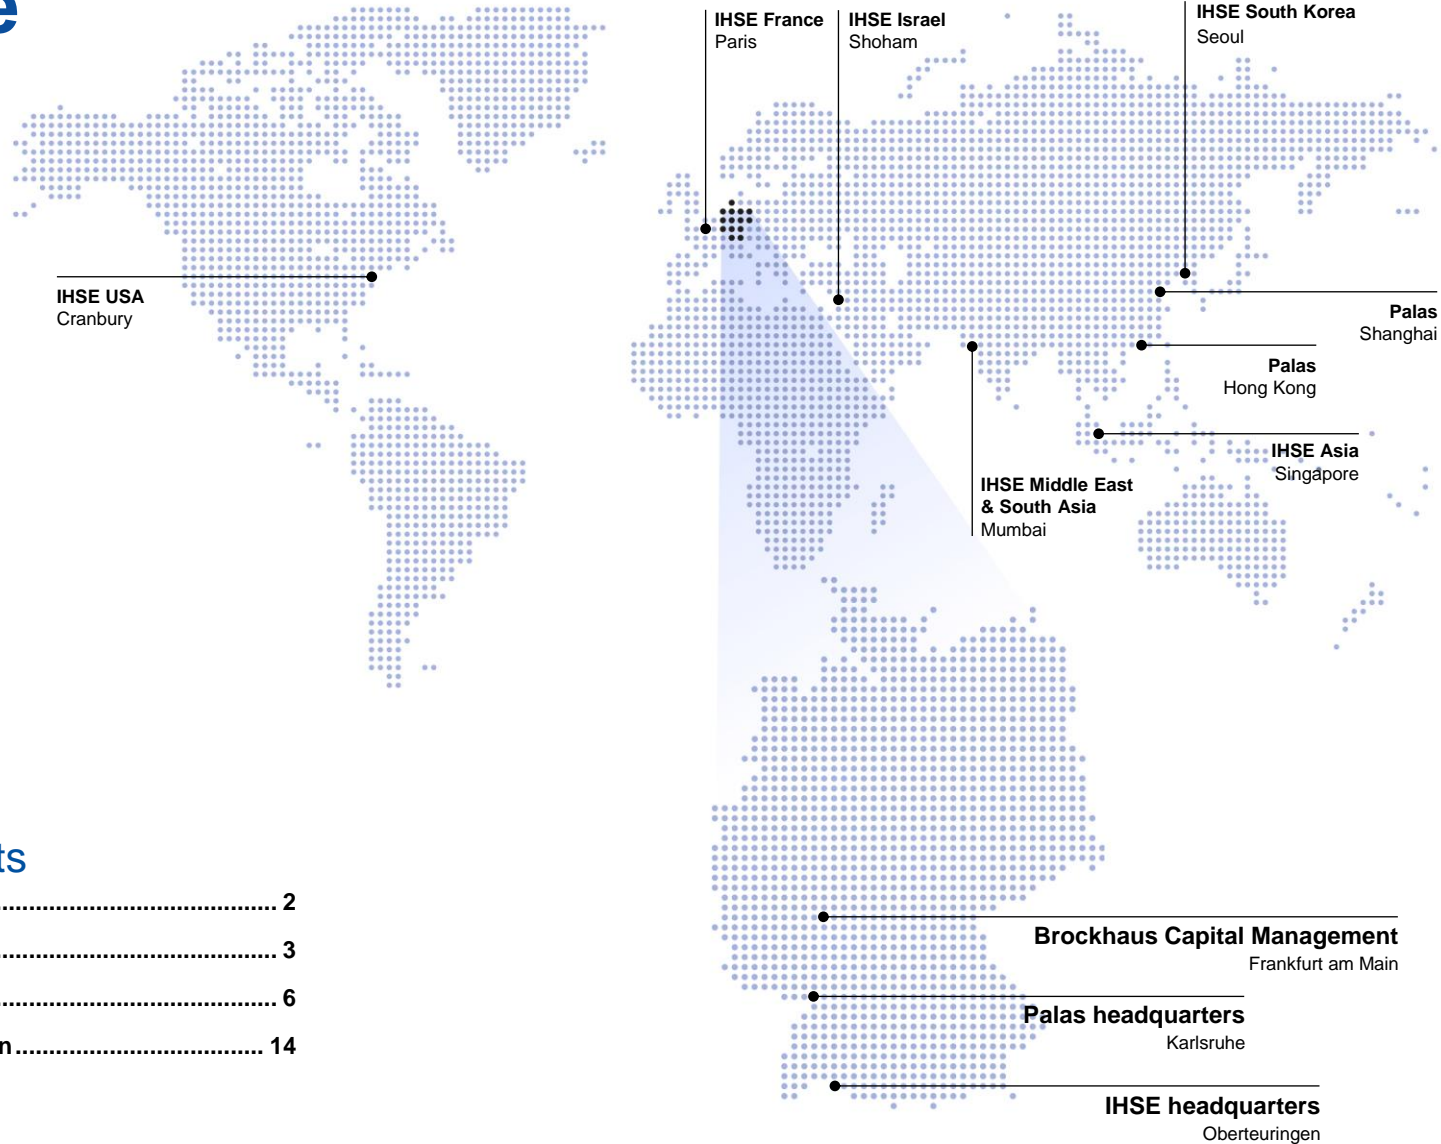 e
IHSE France
Paris
IHSE Israel
Shoham
IHSE South Korea
Seoul
IHSE USA
Cranbury
Palas
Shanghai
Palas
Hong Kong
IHSE Asia
Singapore
IHSE Middle East
& South Asia
Mumbai
ts
.......................................... 2
.......................................... 3
.......................................... 6
n...................................... 14
Brockhaus Capital Management
Frankfurt am Main
Palas headquarters
Karlsruhe
IHSE headquarters
Oberteuringen